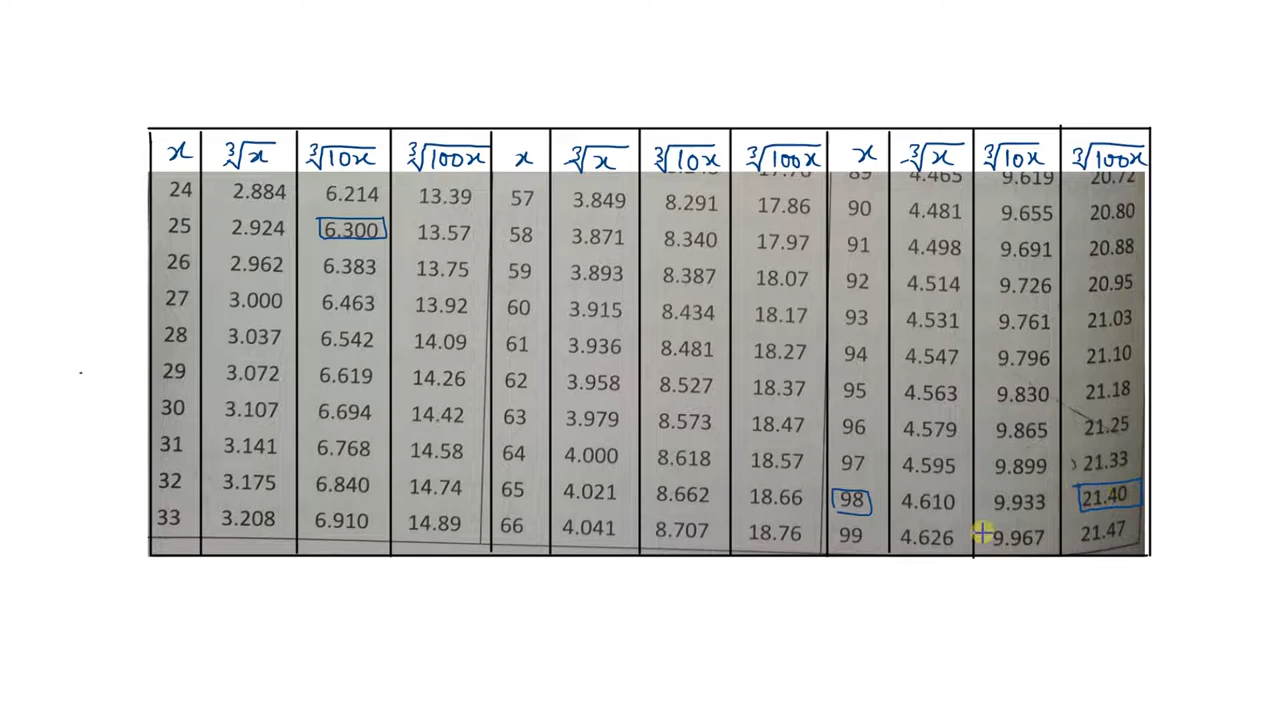 x ∛x ∛10x ∛100x x ∛x ∛10x ∛100x x ∛x ∛10x ∛100x
89 4.465 9.619 20.72
24 2.884 6.214 13.39 57 3.849 8.291 17.86 90 4.481 9.655 20.80
25 2.924 6.300 13.57 58 3.871 8.340 17.97 91 4.498 9.691 20.88
26 2.962 6.383 13.75 59 3.893 8.387 18.07 92 4.514 9.726 20.95
27 3.000 6.463 13.92 60 3.915 8.434 18.17 93 4.531 9.761 21.03
28 3.037 6.542 14.09 61 3.936 8.481 18.27 94 4.547 9.796 21.10
29 3.072 6.619 14.26 62 3.958 8.527 18.37 95 4.563 9.830 21.18
30 3.107 6.694 14.42 63 3.979 8.573 18.47 96 4.579 9.865 21.25
31 3.141 6.768 14.58 64 4.000 8.618 18.57 97 4.595 9.899 21.33
32 3.175 6.840 14.74 65 4.021 8.662 18.66 98 4.610 9.933 21.40
33 3.208 6.910 14.89 66 4.041 8.707 18.76 99 4.626 9.967 21.47